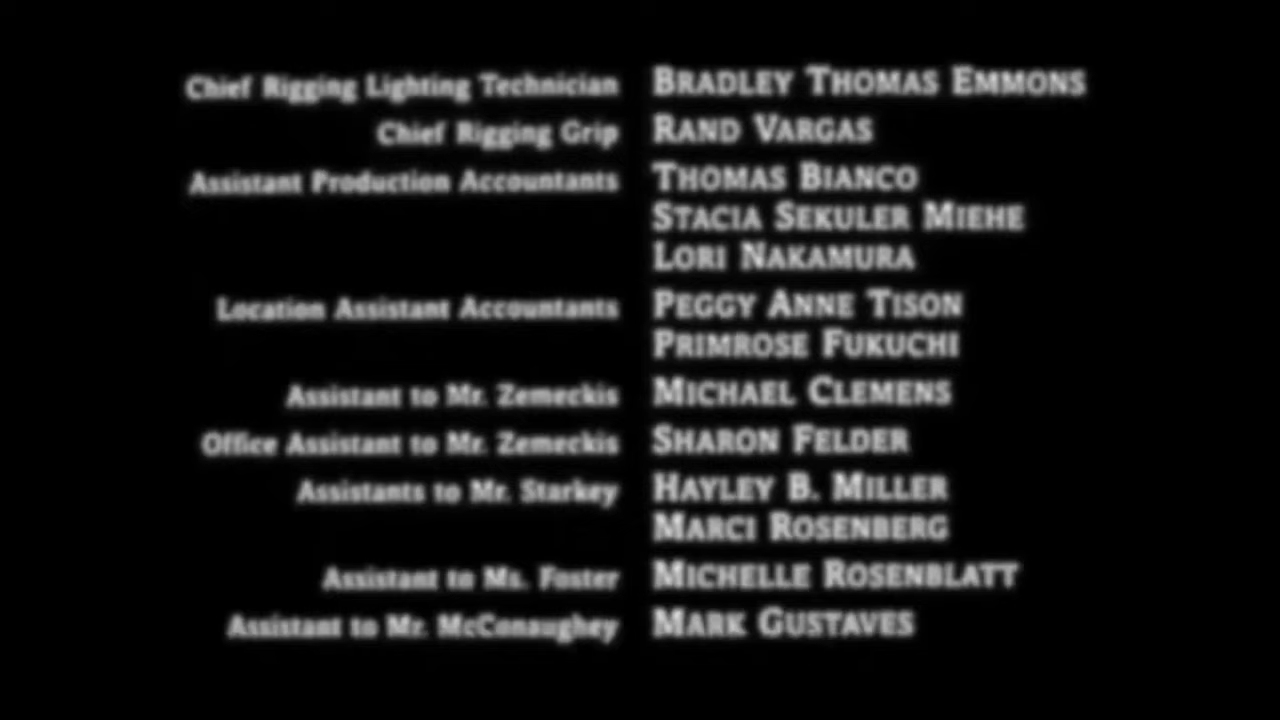 Chief Rigging Lighting Technician BRADLEY THOMAS EMMONS
Chief Rigging Grip RAND VARGAS
Assistant Production Accountants THOMAS BIANCO
STACIA SEKULER MIEHE
LORI NAKAMURA
Location Assistant Accountants PEGGY ANNE TISON
PRIMROSE FUKUCHI
Assistant to Mr. Zemeckis MICHAEL CLEMENS
Office Assistant to Mr. Zemeckis SHARON FELDER
Assistants to Mr. Starkey HAYLEY B. MILLER
MARCI ROSENBERG
Assistant to Ms. Foster MICHELLE ROSENBLATT
Assistant to Mr. McConaughey MARK GUSTAVES